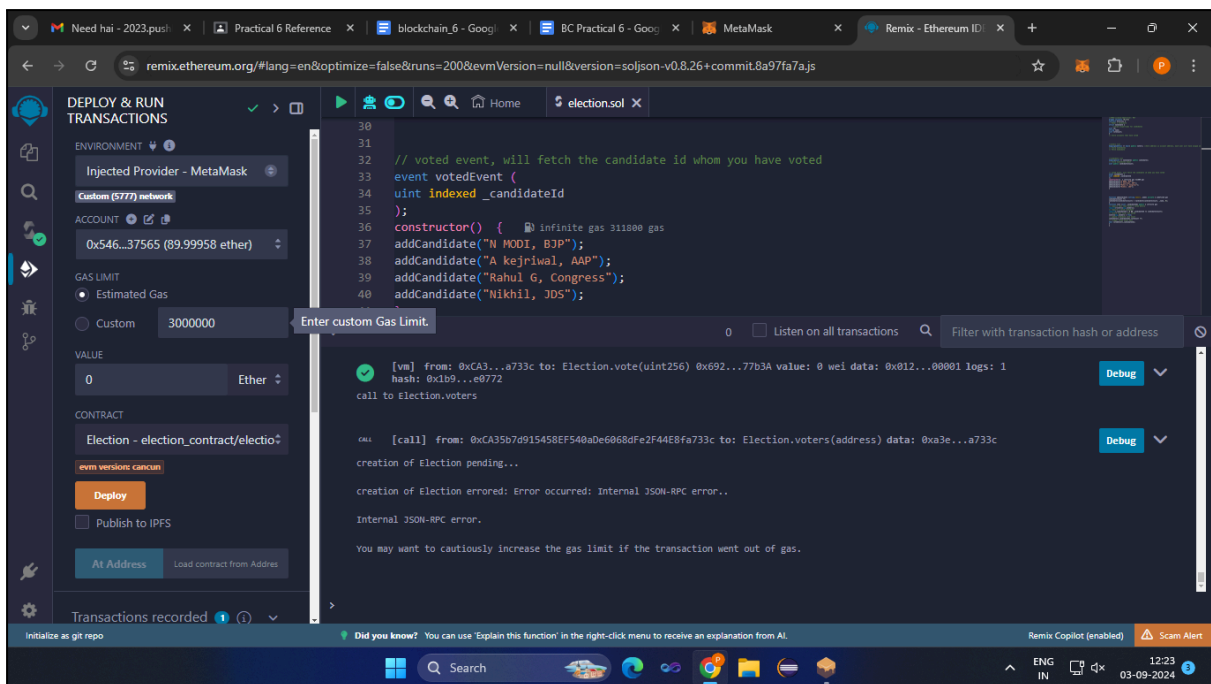 Need hai - 2023.push
Practical 6 Reference
blockchain_6 - Googl
BC Practical 6 - Goog
MetaMask
Remix - Ethereum IDE
remix.ethereum.org/#lang=en&optimize=false&runs=200&evmVersion=null&version=soljson-v0.8.26+commit.8a97fa7a.js
P
DEPLOY & RUN
TRANSACTIONS
ENVIRONMENT
Injected Provider - MetaMask
Custom (5777) network
ACCOUNT
0x546...37565 (89.99958 ether)
GAS LIMIT
Estimated Gas
Custom
3000000
Enter custom Gas Limit.
VALUE
0
Ether
CONTRACT
Election - election_contract/electio
evm version: cancun
Deploy
Publish to IPFS
At Address
Load contract from Addres
Transactions recorded 1 i
Home
election.sol
30
31
32 // voted event, will fetch the candidate id whom you have voted
33 event votedEvent (
34 uint indexed _candidateId
35 );
36 constructor() { infinite gas 311800 gas
37 addCandidate("N MODI, BJP");
38 addCandidate("A kejriwal, AAP");
39 addCandidate("Rahul G, Congress");
40 addCandidate("Nikhil, JDS");
0
Listen on all transactions
Filter with transaction hash or address
[vm] from: 0xCA3...a733c to: Election.vote(uint256) 0x692...77b3A value: 0 wei data: 0x012...00001 logs: 1
hash: 0x1b9...e0772
Debug
call to Election.voters
CALL [call] from: 0xCA35b7d915458EF540aDe6068dFe2F44E8fa733c to: Election.voters(address) data: 0xa3e...a733c
Debug
creation of Election pending...
creation of Election errored: Error occurred: Internal JSON-RPC error..
Internal JSON-RPC error.
You may want to cautiously increase the gas limit if the transaction went out of gas.
>
Initialize as git repo
Did you know? You can use 'Explain this function' in the right-click menu to receive an explanation from AI.
Remix Copilot (enabled)
Scam Alert
Search
ENG
IN
12:23
03-09-2024
3